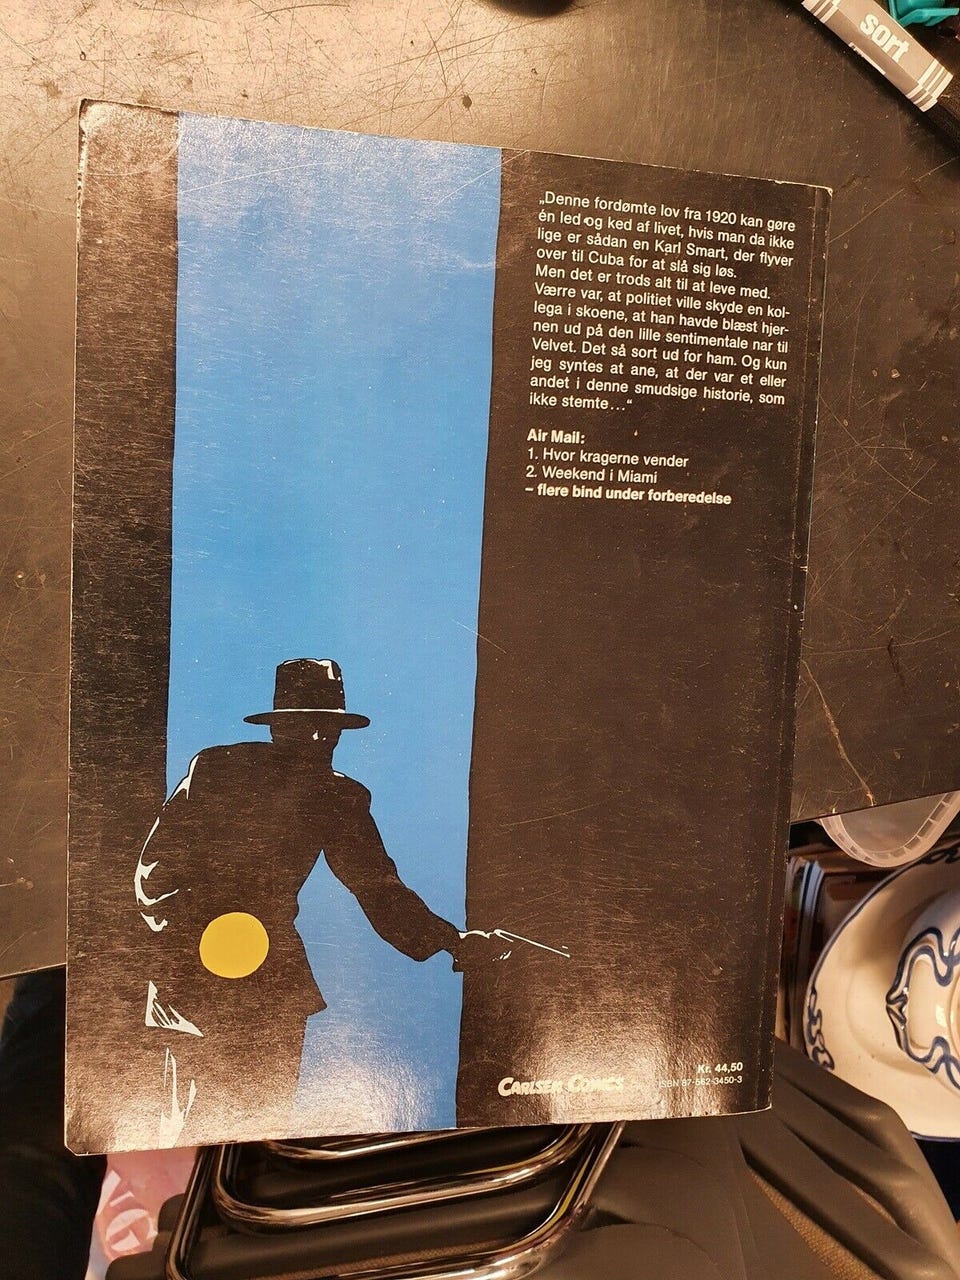 sort
„Denne fordømte lov fra 1920 kan gøre
én led og ked af livet, hvis man da ikke
lige er sådan en Karl Smart, der flyver
over til Cuba for at slå sig løs.
Men det er trods alt til at leve med.
Værre var, at politiet ville skyde en kol-
lega i skoene, at han havde blæst hjer-
nen ud på den lille sentimentale nar til
Velvet. Det så sort ud for ham. Og kun
jeg syntes at ane, at der var et eller
andet i denne smudsige historie, som
ikke stemte…“
Air Mail:
1. Hvor kragerne vender
2. Weekend i Miami
– flere bind under forberedelse
Kr. 44,50
CARLSEN COMICS
ISBN 87-562-3450-3